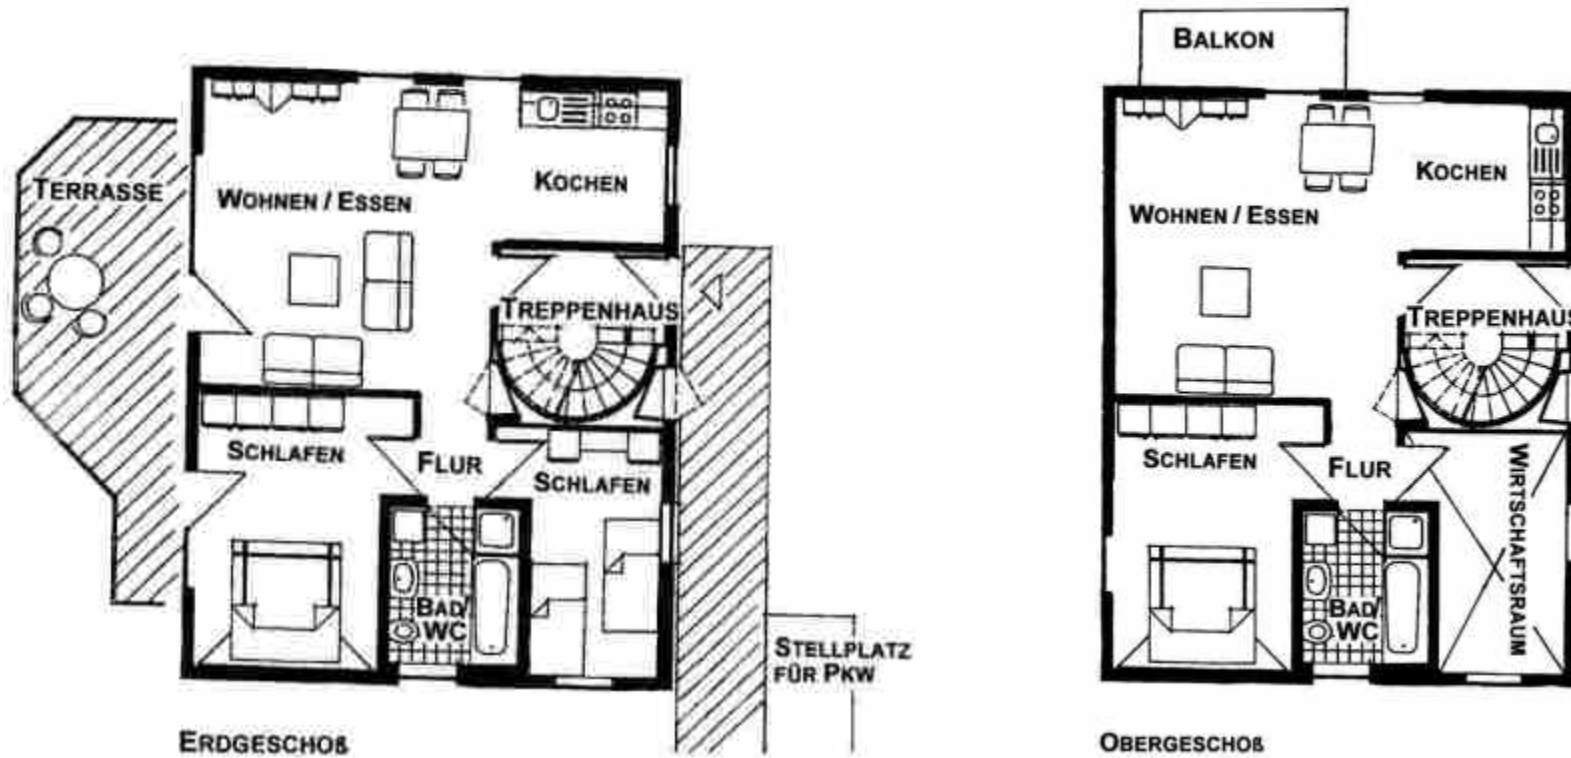 TERRASSE
WOHNEN / ESSEN
KOCHEN
TREPPENHAUS
SCHLAFEN
FLUR
SCHLAFEN
BAD/
WC
STELLPLATZ
FÜR PKW
ERDGESCHOß
BALKON
WOHNEN / ESSEN
KOCHEN
TREPPENHAUS
SCHLAFEN
FLUR
WIRTSCHAFTSRAUM
BAD/
WC
OBERGESCHOß